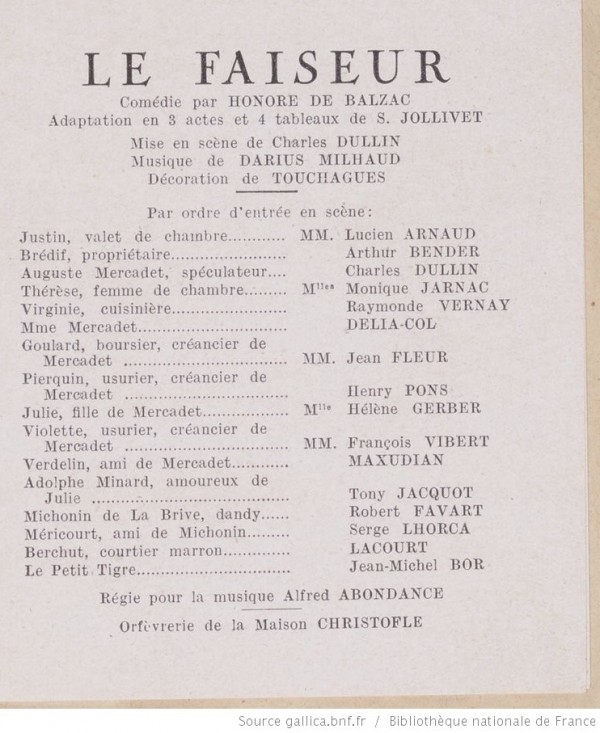 LE FAISEUR
Comédie par HONORE DE BALZAC
Adaptation en 3 actes et 4 tableaux de S. JOLLIVET
Mise en scène de Charles DULLIN
Musique de DARIUS MILHAUD
Décoration de TOUCHAGUES
Par ordre d'entrée en scène:
Justin, valet de chambre............ MM. Lucien ARNAUD
Brédif, propriétaire...................... Arthur BENDER
Auguste Mercadet, spéculateur.... Charles DULLIN
Thérèse, femme de chambre......... Mlles Monique JARNAC
Virginie, cuisinière...................... Raymonde VERNAY
Mme Mercadet............................. DELIA-COL
Goulard, boursier, créancier de
Mercadet ................................ MM. Jean FLEUR
Pierquin, usurier, créancier de
Mercadet ................................ Henry PONS
Julie, fille de Mercadet................ Mlle Hélène GERBER
Violette, usurier, créancier de
Mercadet ................................ MM. François VIBERT
Verdelin, ami de Mercadet........... MAXUDIAN
Adolphe Minard, amoureux de
Julie ...................................... Tony JACQUOT
Michonin de La Brive, dandy...... Robert FAVART
Méricourt, ami de Michonin......... Serge LHORCA
Berchut, courtier marron............. LACOURT
Le Petit Tigre.............................. Jean-Michel BOR
Régie pour la musique Alfred ABONDANCE
Orfèvrerie de la Maison CHRISTOFLE
Source gallica.bnf.fr / Bibliothèque nationale de France